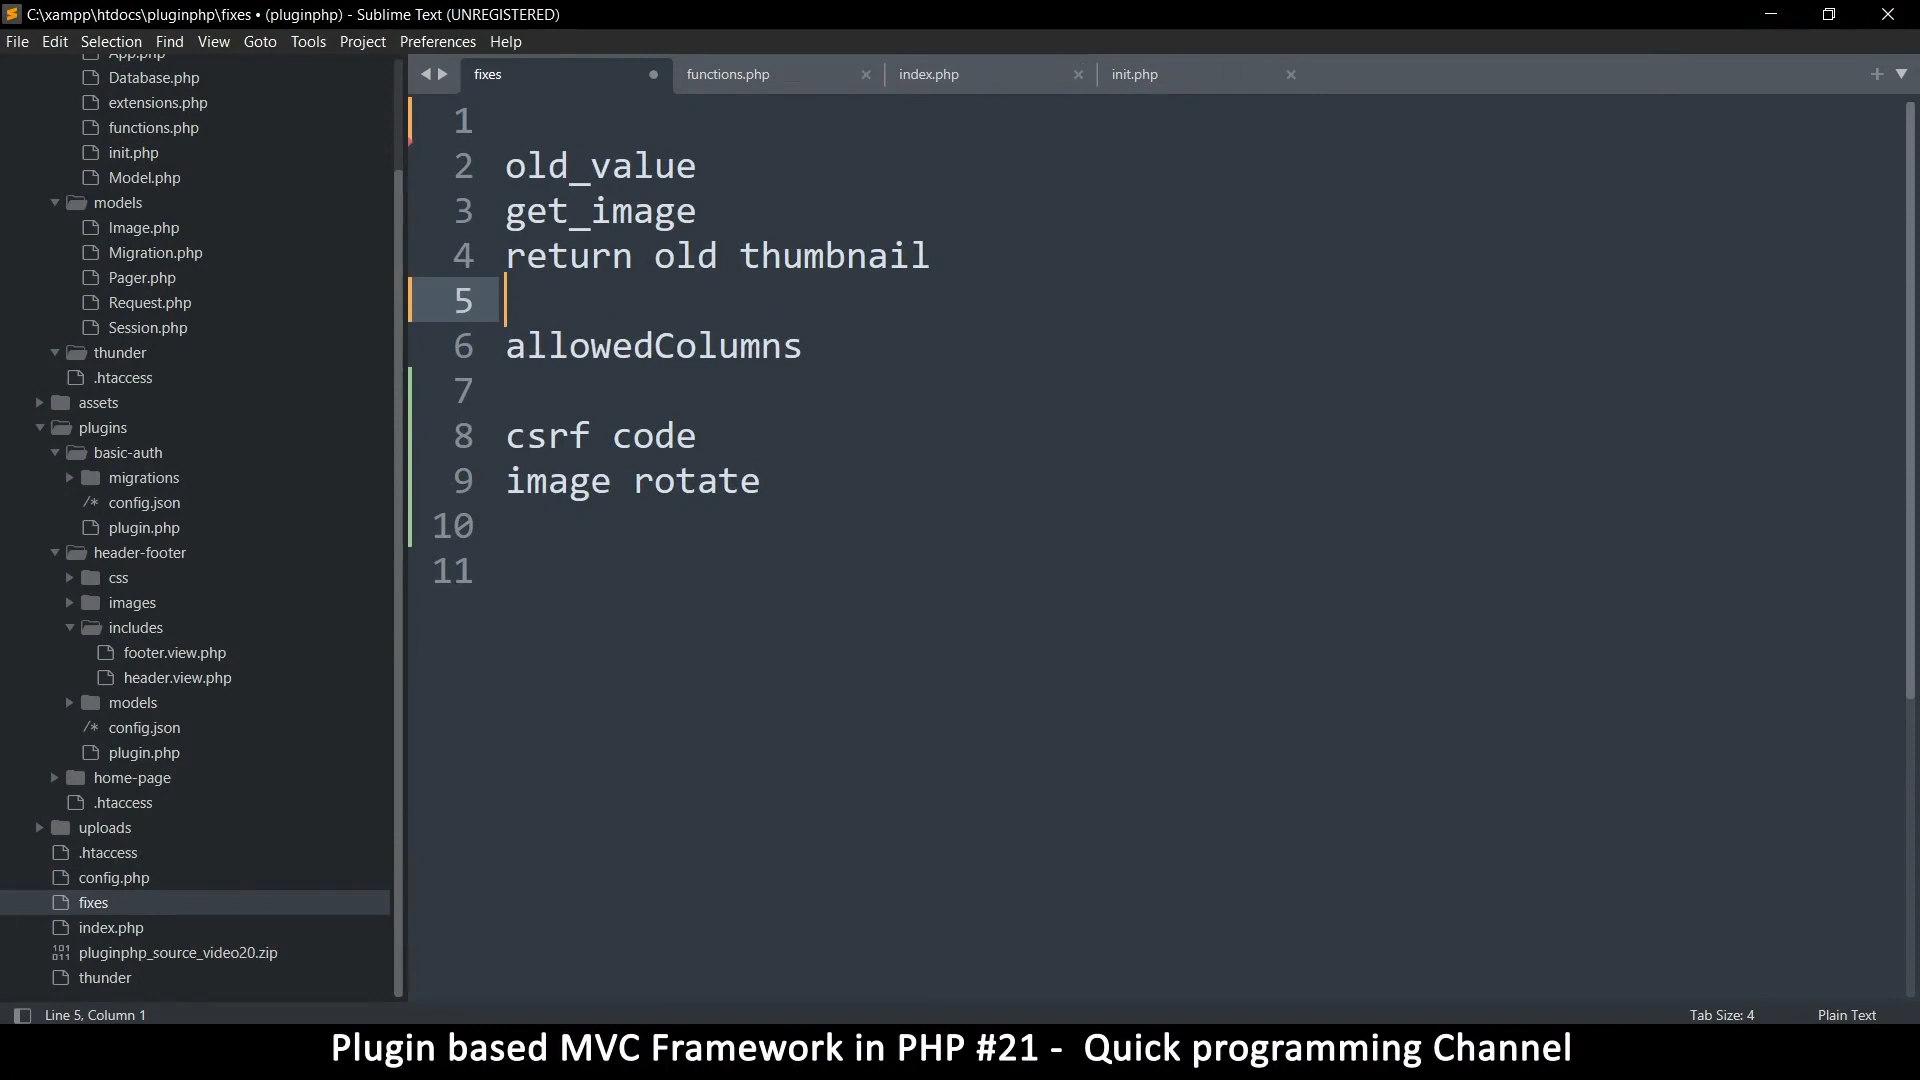 C:\xampp\htdocs\pluginphp\fixes • (pluginphp) - Sublime Text (UNREGISTERED)
File Edit Selection Find View Goto Tools Project Preferences Help
App.php
Database.php
extensions.php
functions.php
init.php
Model.php
models
Image.php
Migration.php
Pager.php
Request.php
Session.php
thunder
.htaccess
assets
plugins
basic-auth
migrations
/* config.json
plugin.php
header-footer
css
images
includes
footer.view.php
header.view.php
models
/* config.json
plugin.php
home-page
.htaccess
uploads
.htaccess
config.php
fixes
index.php
pluginphp_source_video20.zip
thunder
fixes functions.php index.php init.php
1
2 old_value
3 get_image
4 return old thumbnail
5
6 allowedColumns
7
8 csrf code
9 image rotate
10
11
Line 5, Column 1 Tab Size: 4 Plain Text
Plugin based MVC Framework in PHP #21 - Quick programming Channel